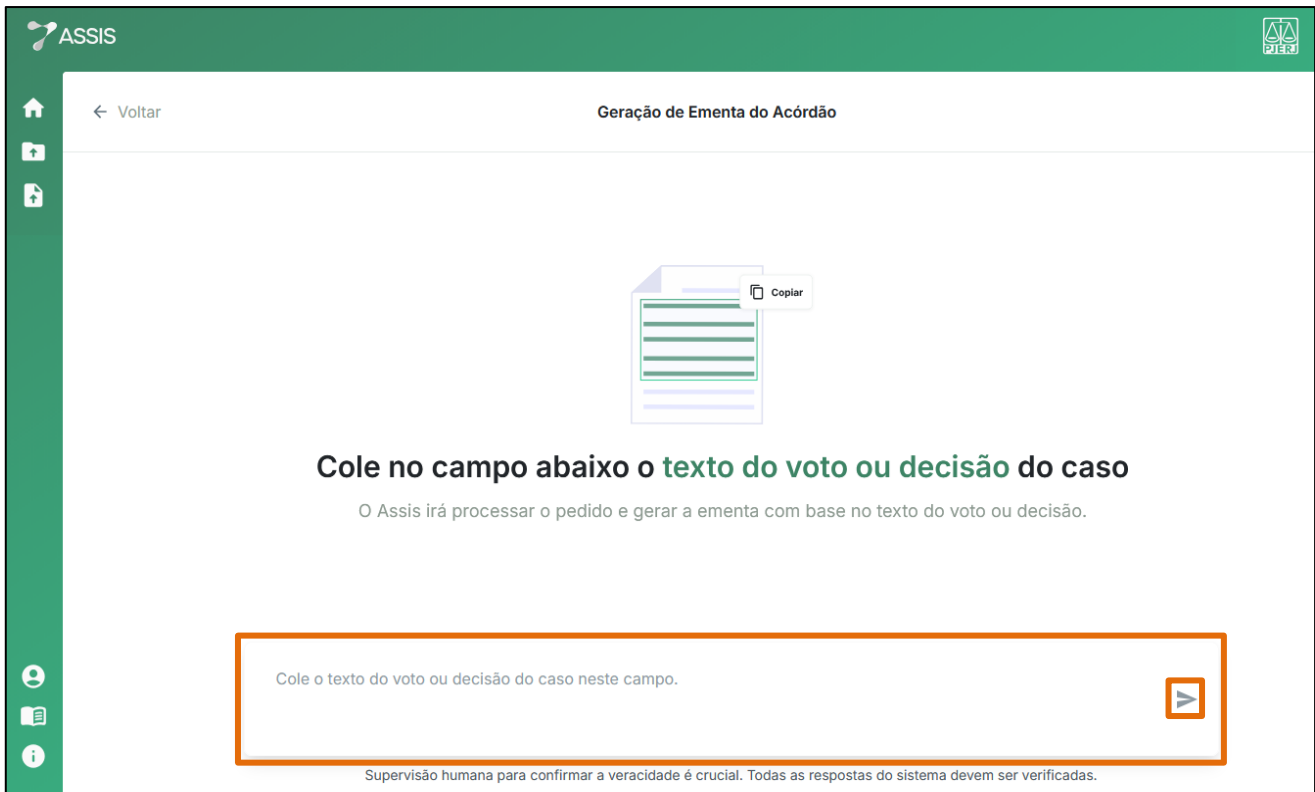 ASSIS
PJERJ
Voltar
Geração de Ementa do Acórdão
Copiar
Cole no campo abaixo o texto do voto ou decisão do caso
O Assis irá processar o pedido e gerar a ementa com base no texto do voto ou decisão.
Cole o texto do voto ou decisão do caso neste campo.
Supervisão humana para confirmar a veracidade é crucial. Todas as respostas do sistema devem ser verificadas.